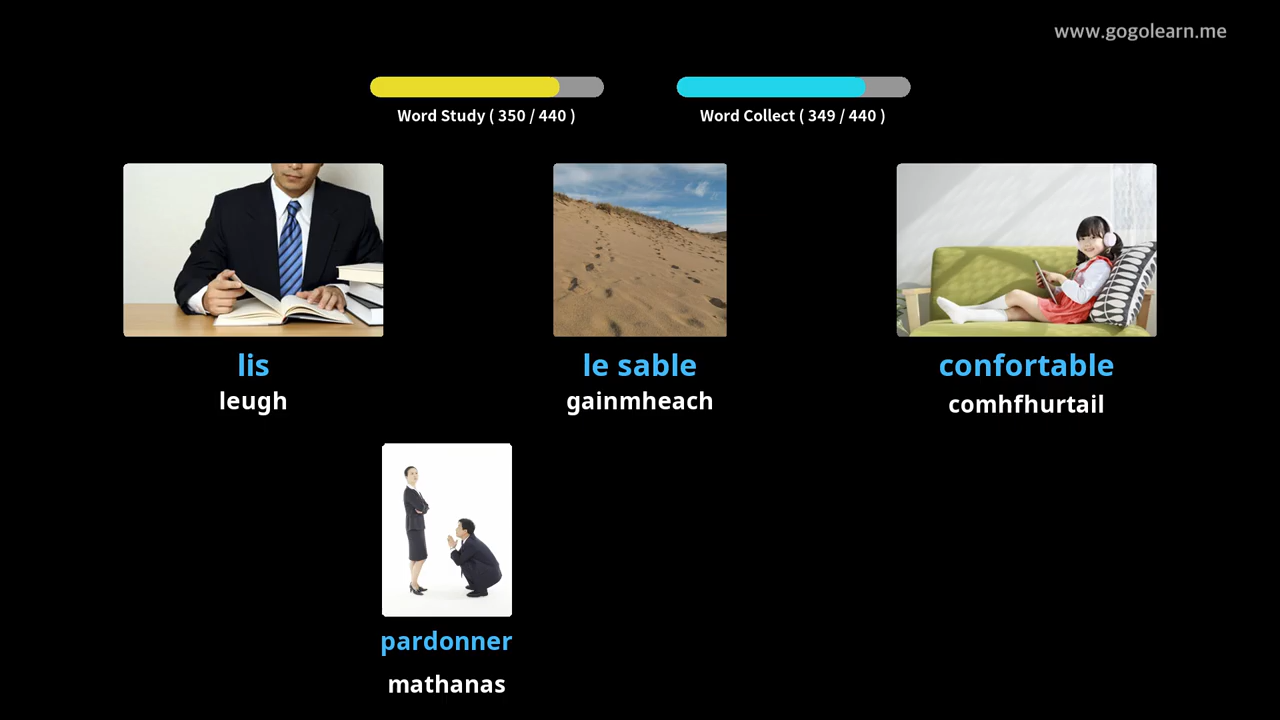 www.gogolearn.me
Word Study ( 350 / 440 )
Word Collect ( 349 / 440 )
lis
leugh
le sable
gainmheach
confortable
comhfhurtail
pardonner
mathanas